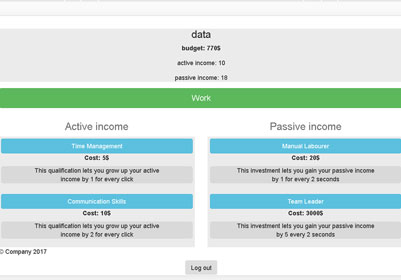 data
budget: 770$
active income: 10
passive income: 18
Work
Active income
Time Management
Cost: 5$
This qualification lets you grow up your active
income by 1 for every click
Communication Skills
Cost: 10$
This qualification lets you grow up your active
income by 2 for every click
Passive income
Manual Labourer
Cost: 20$
This investment lets you gain your passive income
by 1 for every 2 seconds
Team Leader
Cost: 3000$
This investment lets you gain your passive income
by 5 every 2 seconds
© Company 2017
Log out